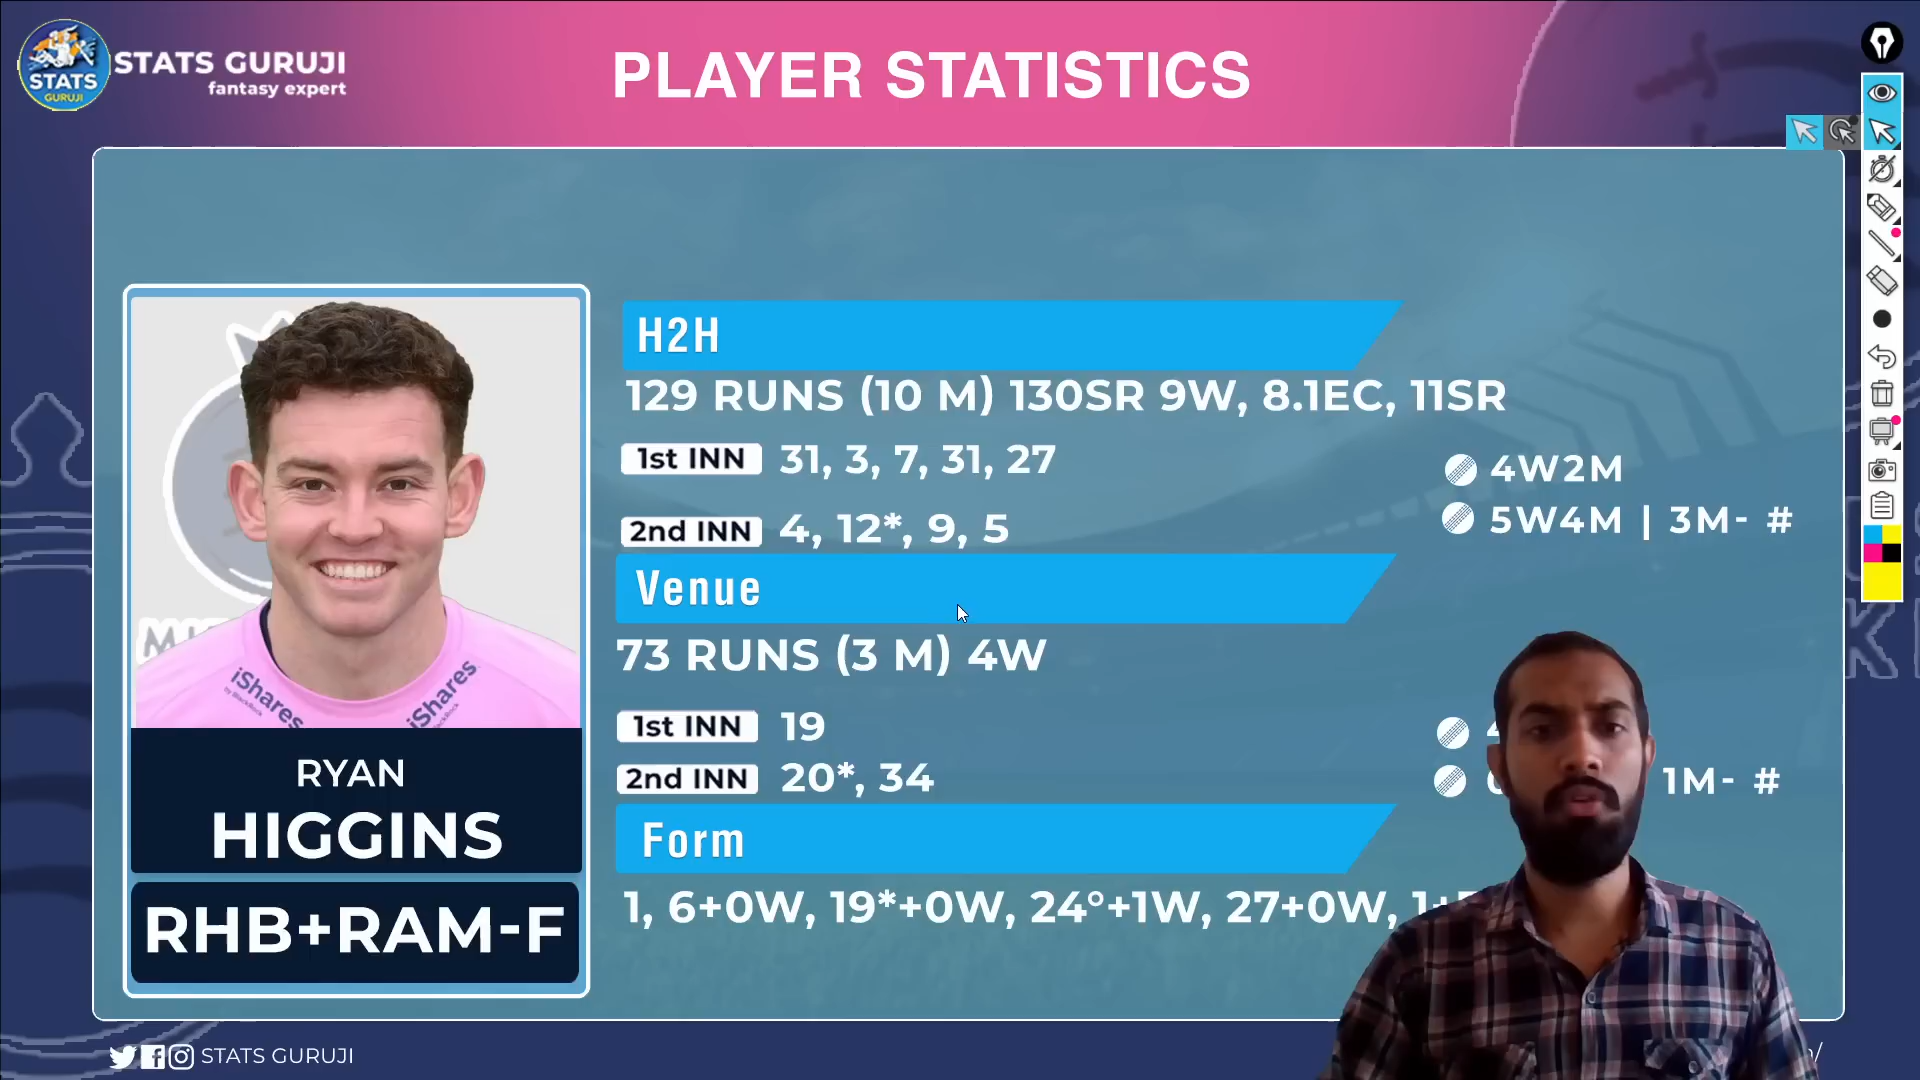 STATS GURUJI
fantasy expert
STATS
GURUJI
PLAYER STATISTICS
H2H
129 RUNS (10 M) 130SR 9W, 8.1EC, 11SR
1st INN 31, 3, 7, 31, 27
4W2M
2nd INN 4, 12*, 9, 5
5W4M | 3M- #
Venue
73 RUNS (3 M) 4W
1st INN 19
2nd INN 20*, 34
1M- #
Form
1, 6+0W, 19*+0W, 24°+1W, 27+0W,
iShares
by BlackRock
iShares
RYAN
HIGGINS
RHB+RAM-F
STATS GURUJI